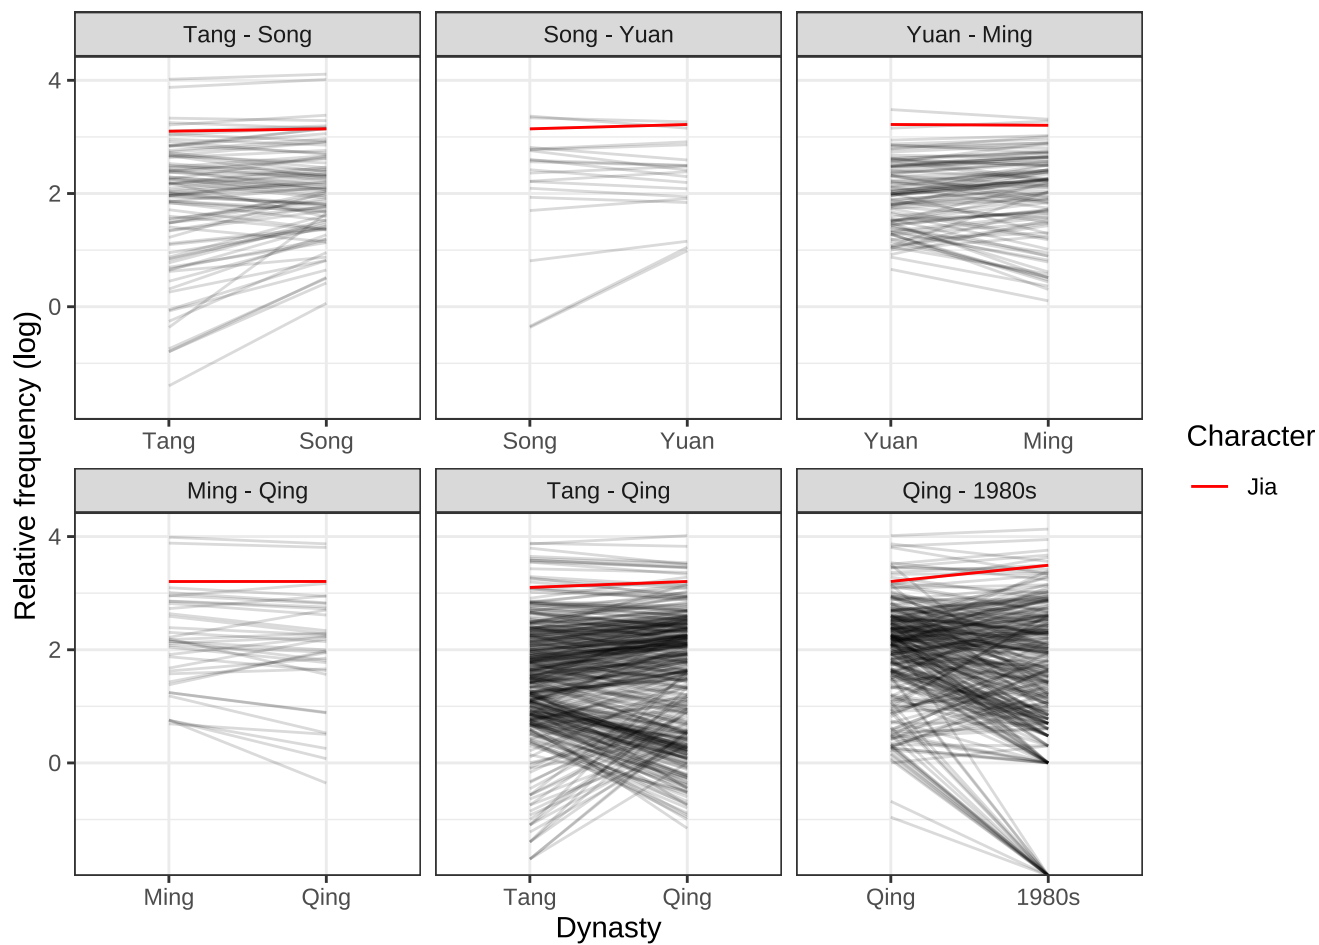 Tang - Song
Song - Yuan
Yuan - Ming
4
2
0
Tang
Song
Song
Yuan
Yuan
Ming
Ming - Qing
Tang - Qing
Qing - 1980s
4
2
0
Ming
Qing
Tang
Qing
Qing
1980s
Dynasty
Relative frequency (log)
Character
Jia